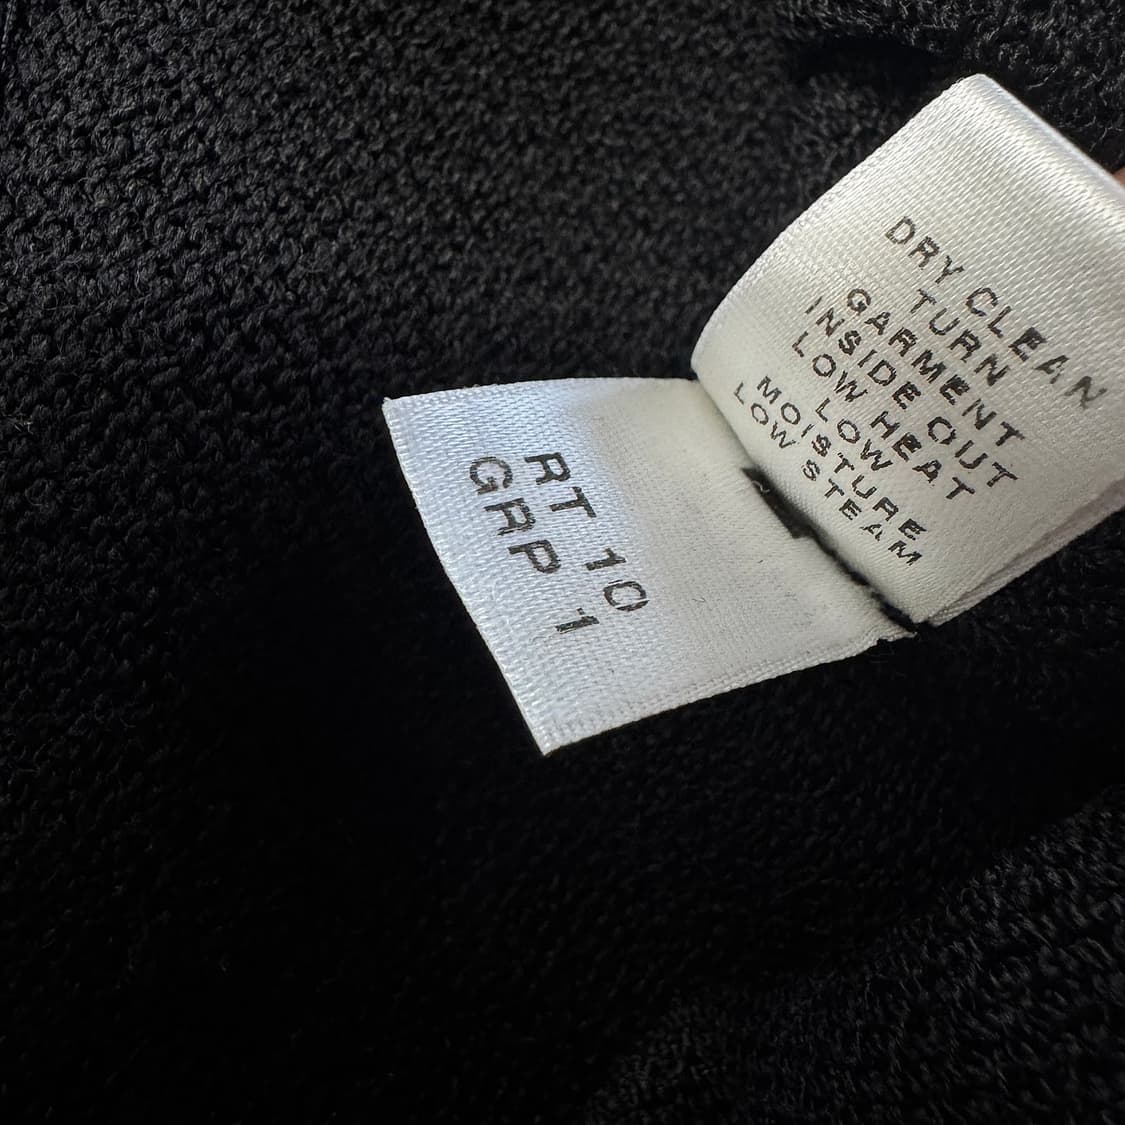 DRY CLEAN
TURN
GARMENT
INSIDE OUT
LOW HEAT
LOW
MOISTURE
LOW STEAM
RT 10
GRP 1